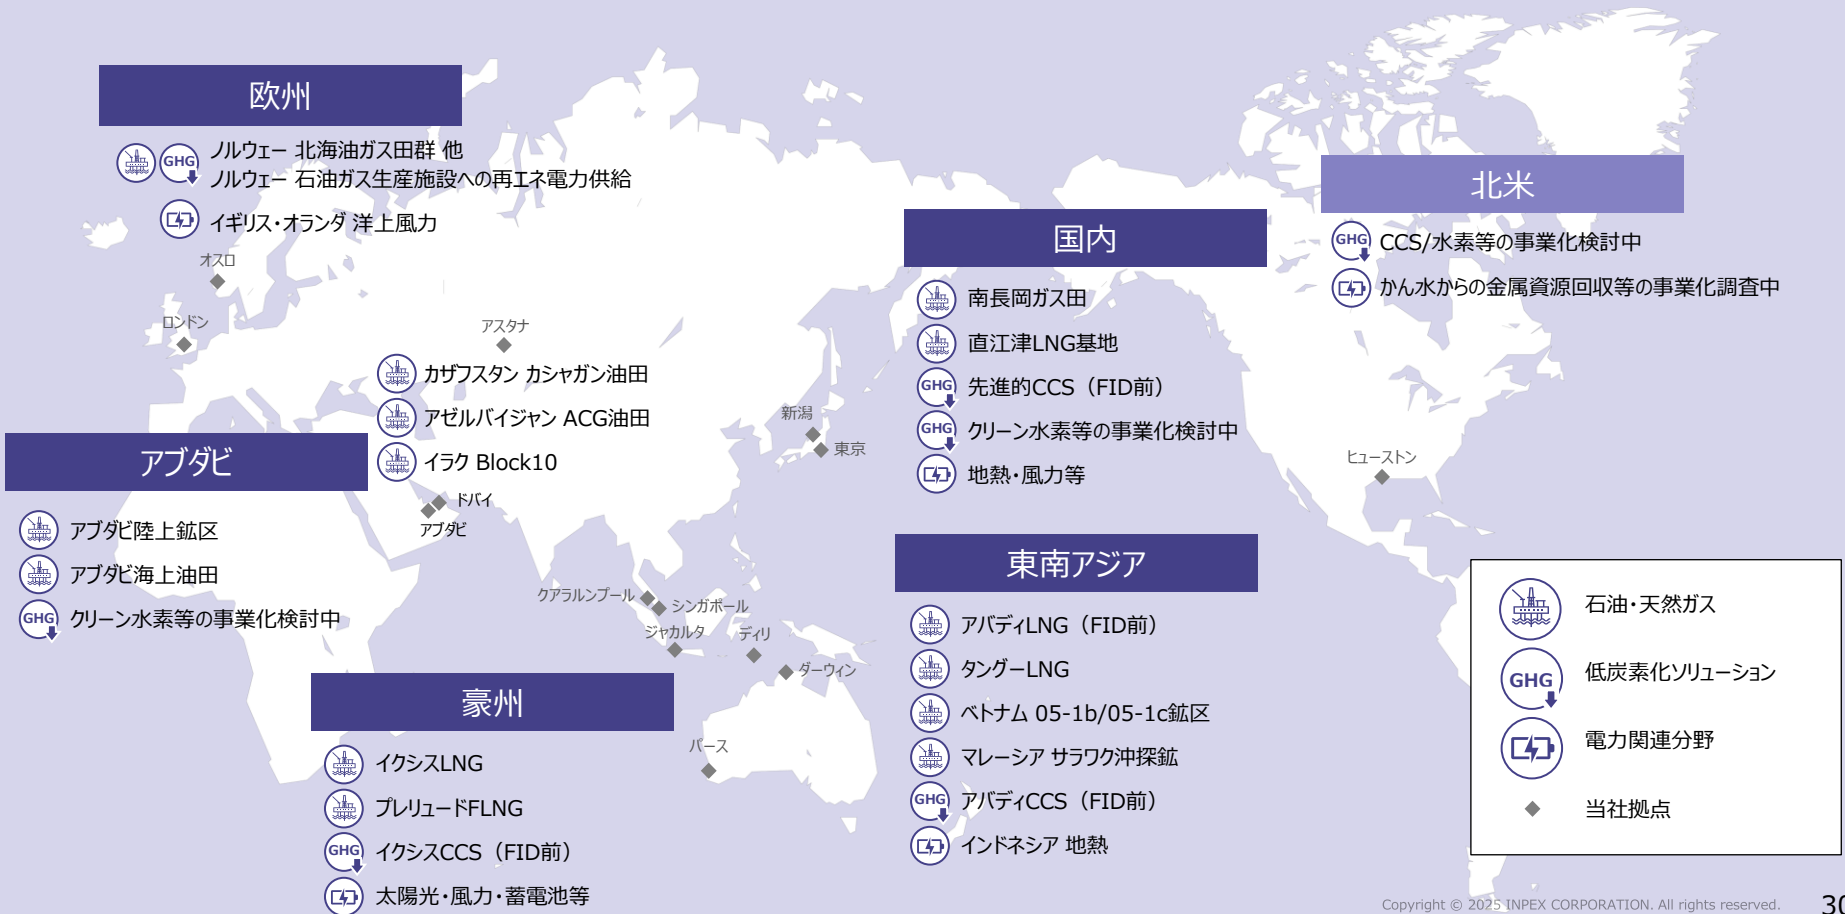 欧州
GHG
GHG
ノルウェー 北海油ガス田群 他
ノルウェー 石油ガス生産施設への再エネ電力供給
イギリス・オランダ 洋上風力
オスロ
ロンドン
アスタナ
カザフスタン カシャガン油田
アゼルバイジャン ACG油田
イラク Block10
ドバイ
アブダビ
アブダビ
アブダビ陸上鉱区
アブダビ海上油田
GHG クリーン水素等の事業化検討中
豪州
イクシスLNG
プレリュードFLNG
GHG イクシスCCS（FID前）
太陽光・風力・蓄電池等
クアラルンプール
シンガポール
ジャカルタ
ディリ
ダーウィン
パース
新潟
東京
国内
南長岡ガス田
直江津LNG基地
GHG 先進的CCS（FID前）
GHG クリーン水素等の事業化検討中
地熱・風力等
東南アジア
アバディLNG（FID前）
タングーLNG
ベトナム 05-1b/05-1c鉱区
マレーシア サラワク沖探鉱
GHG アバディCCS（FID前）
インドネシア 地熱
北米
GHG CCS/水素等の事業化検討中
かん水からの金属資源回収等の事業化調査中
ヒューストン
石油・天然ガス
GHG 低炭素化ソリューション
電力関連分野
当社拠点
Copyright © 2025 INPEX CORPORATION. All rights reserved.